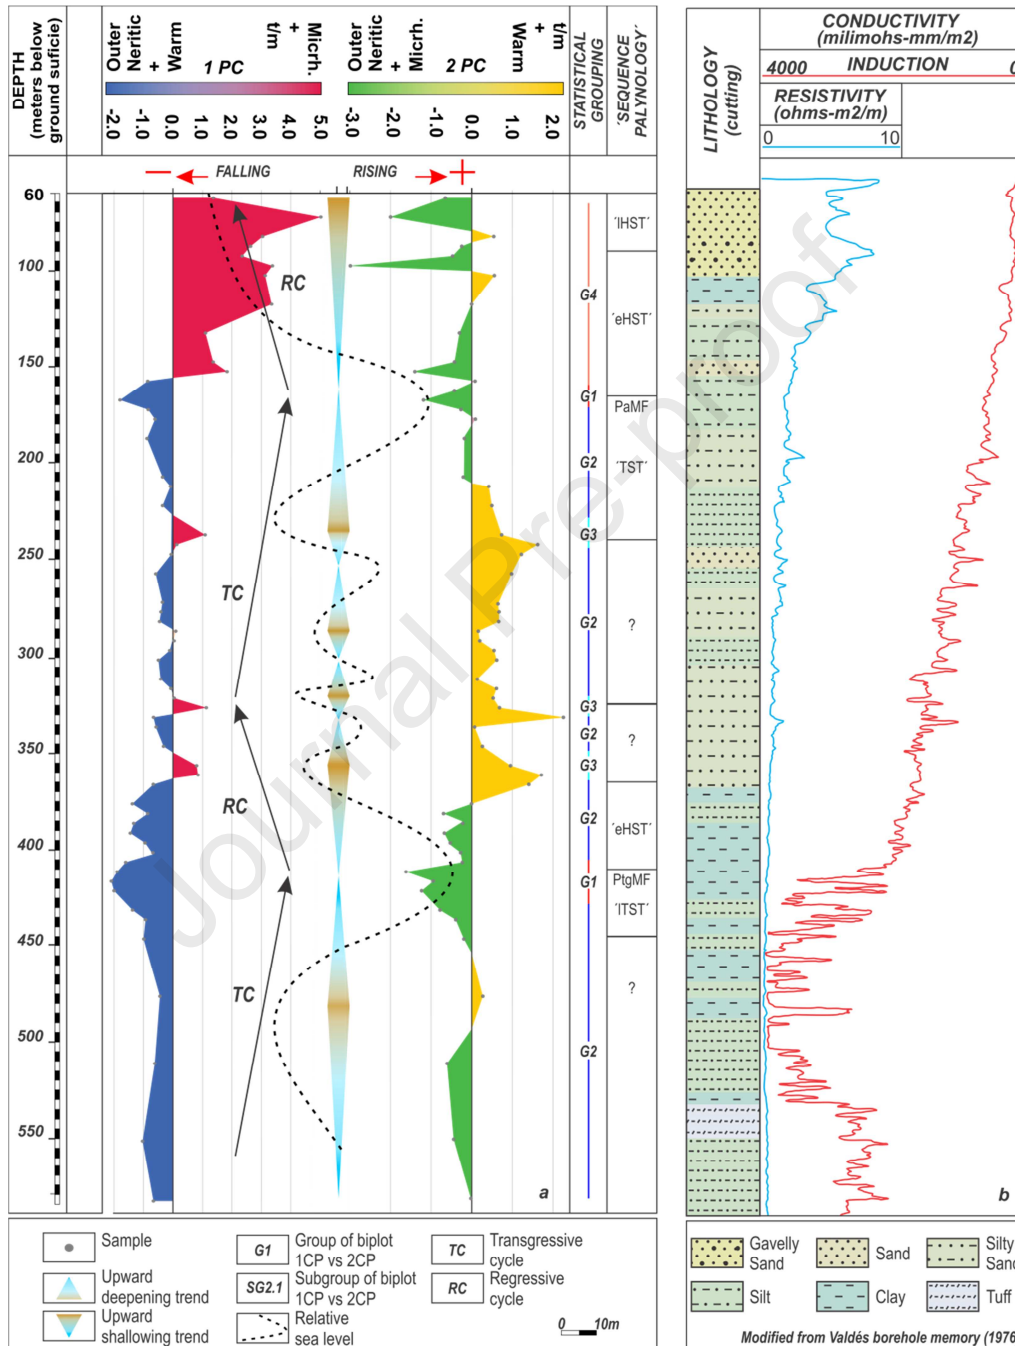 DEPTH
(meters below
ground suficie)
Outer
Neritic
+
Warm
1 PC
t/m
+
Micrh.
-2.0
-1.0
0.0
1.0
2.0
3.0
4.0
5.0
Outer
Neritic
+
Micrh.
2 PC
Warm
+
t/m
-3.0
-2.0
-1.0
0.0
1.0
2.0
STATISTICAL
GROUPING
'SEQUENCE
PALYNOLOGY'
LITHOLOGY
(cutting)
CONDUCTIVITY
(milimohs-mm/m2)
4000 INDUCTION 0
RESISTIVITY
(ohms-m2/m)
0 10
− FALLING
RISING +
60
100
150
200
250
300
350
400
450
500
550
RC
TC
RC
TC
G4
G1
G2
G3
G2
G3
G2
G3
G2
G1
G2
'lHST'
'eHST'
PaMF
'TST'
?
?
'eHST'
PtgMF
'lTST'
?
a
b
Journal Pre-proof
Sample
Upward
deepening trend
Upward
shallowing trend
G1 Group of biplot
1CP vs 2CP
SG2.1 Subgroup of biplot
1CP vs 2CP
Relative
sea level
TC Transgressive
cycle
RC Regressive
cycle
0 10m
Gavelly
Sand
Sand
Silty
Sand
Silt
Clay
Tuff
Modified from Valdés borehole memory (1976